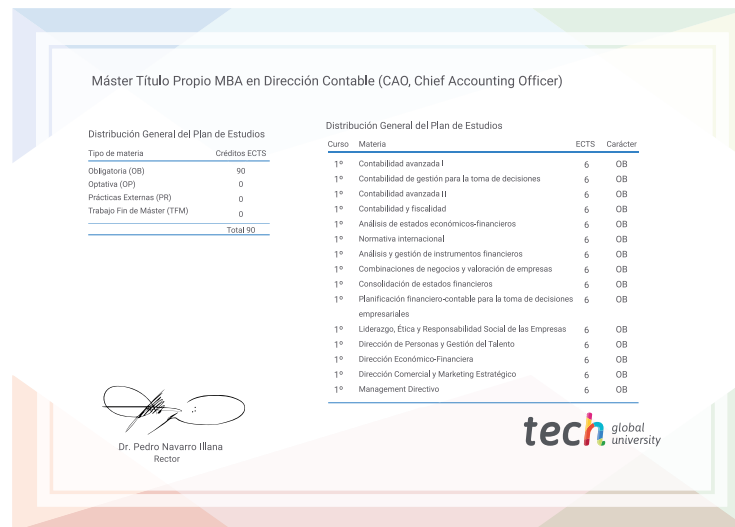 Máster Título Propio MBA en Dirección Contable (CAO, Chief Accounting Officer)
Distribución General del Plan de Estudios
Tipo de materia Créditos ECTS
Obligatoria (OB) 90
Optativa (OP) 0
Prácticas Externas (PR) 0
Trabajo Fin de Máster (TFM) 0
Total 90
Distribución General del Plan de Estudios
Curso Materia ECTS Carácter
1º Contabilidad avanzada I 6 OB
1º Contabilidad de gestión para la toma de decisiones 6 OB
1º Contabilidad avanzada II 6 OB
1º Contabilidad y fiscalidad 6 OB
1º Análisis de estados económicos-financieros 6 OB
1º Normativa internacional 6 OB
1º Análisis y gestión de instrumentos financieros 6 OB
1º Combinaciones de negocios y valoración de empresas 6 OB
1º Consolidación de estados financieros 6 OB
1º Planificación financiero-contable para la toma de decisiones 6 OB
empresariales
1º Liderazgo, Ética y Responsabilidad Social de las Empresas 6 OB
1º Dirección de Personas y Gestión del Talento 6 OB
1º Dirección Económico-Financiera 6 OB
1º Dirección Comercial y Marketing Estratégico 6 OB
1º Management Directivo 6 OB
Dr. Pedro Navarro Illana
Rector
tech global
university